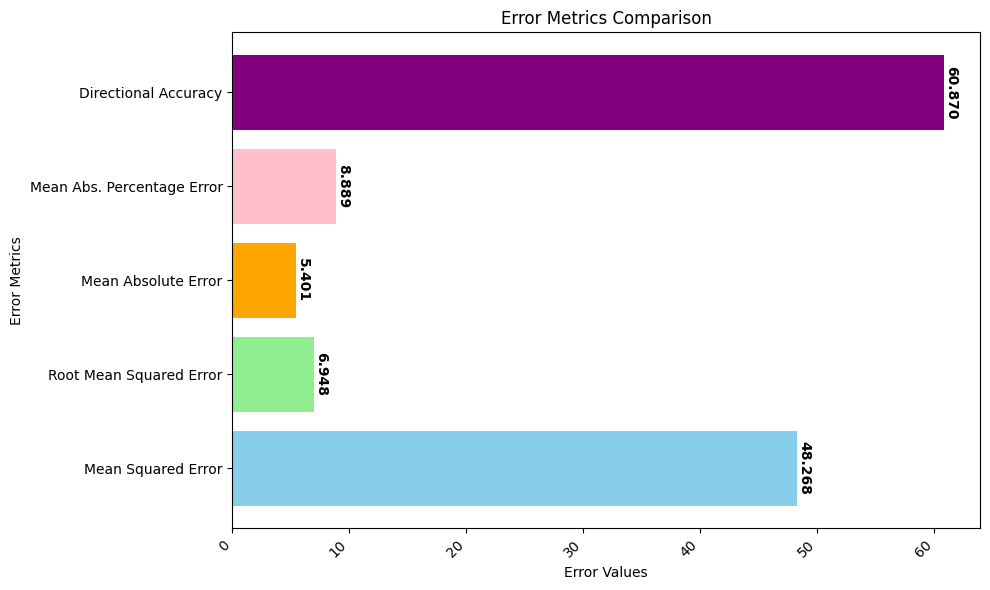 Error Metrics Comparison
Directional Accuracy
60.870
Mean Abs. Percentage Error
8.889
Mean Absolute Error
5.401
Root Mean Squared Error
6.948
Mean Squared Error
48.268
Error Metrics
0 10 20 30 40 50 60
Error Values